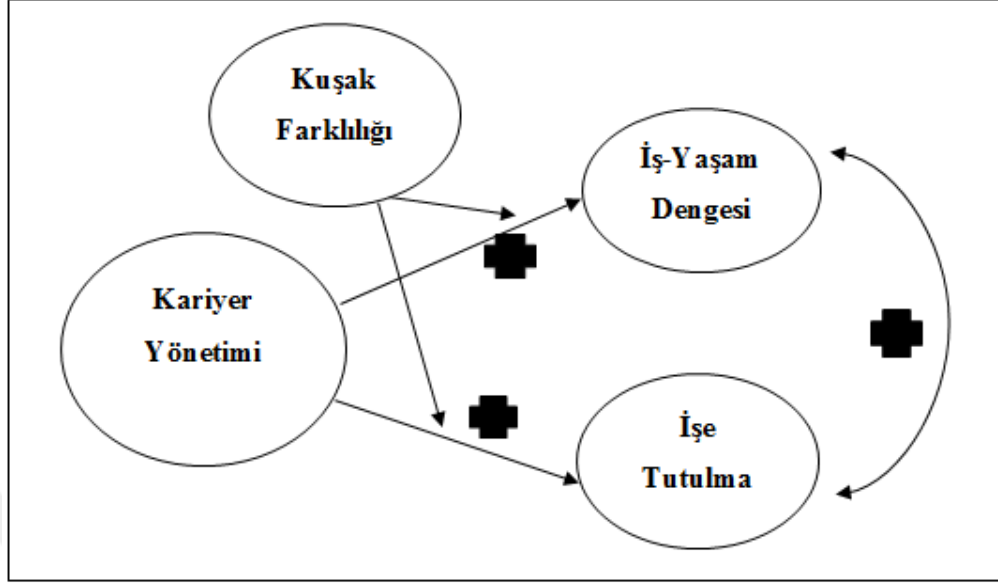 Kuşak
Farklılığı
İş-Yaşam
Dengesi
Kariyer
Yönetimi
İşe
Tutulma